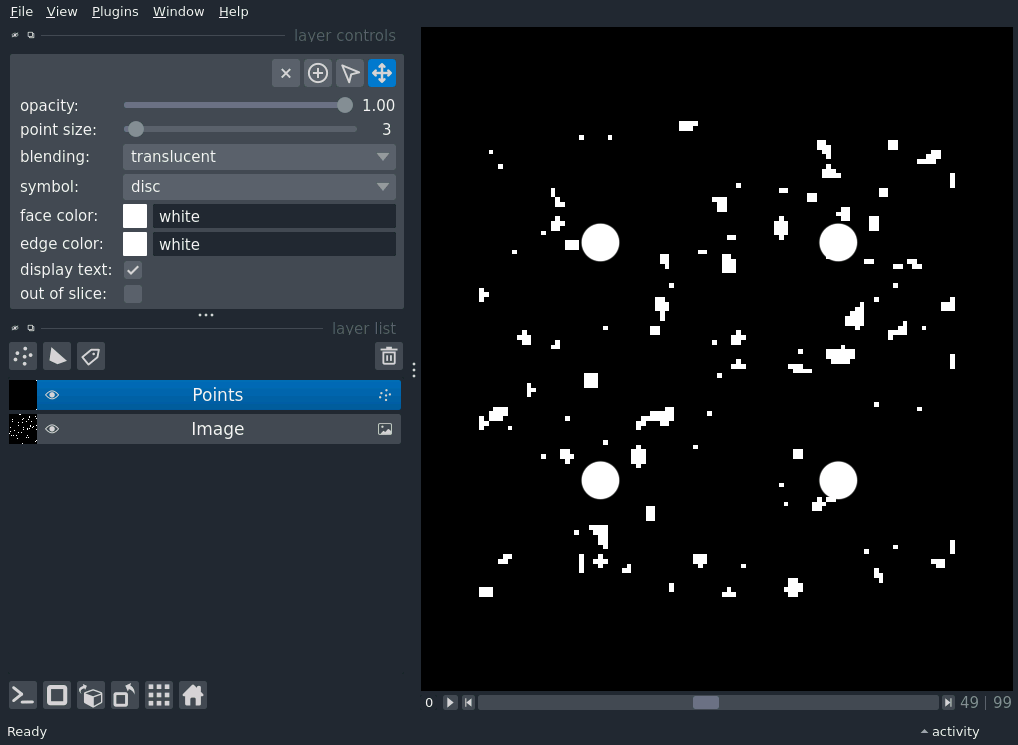 File View Plugins Window Help
layer controls
opacity: 1.00
point size: 3
blending: translucent
symbol: disc
face color: white
edge color: white
display text:
out of slice:
layer list
Points
Image
0 49 | 99
Ready activity